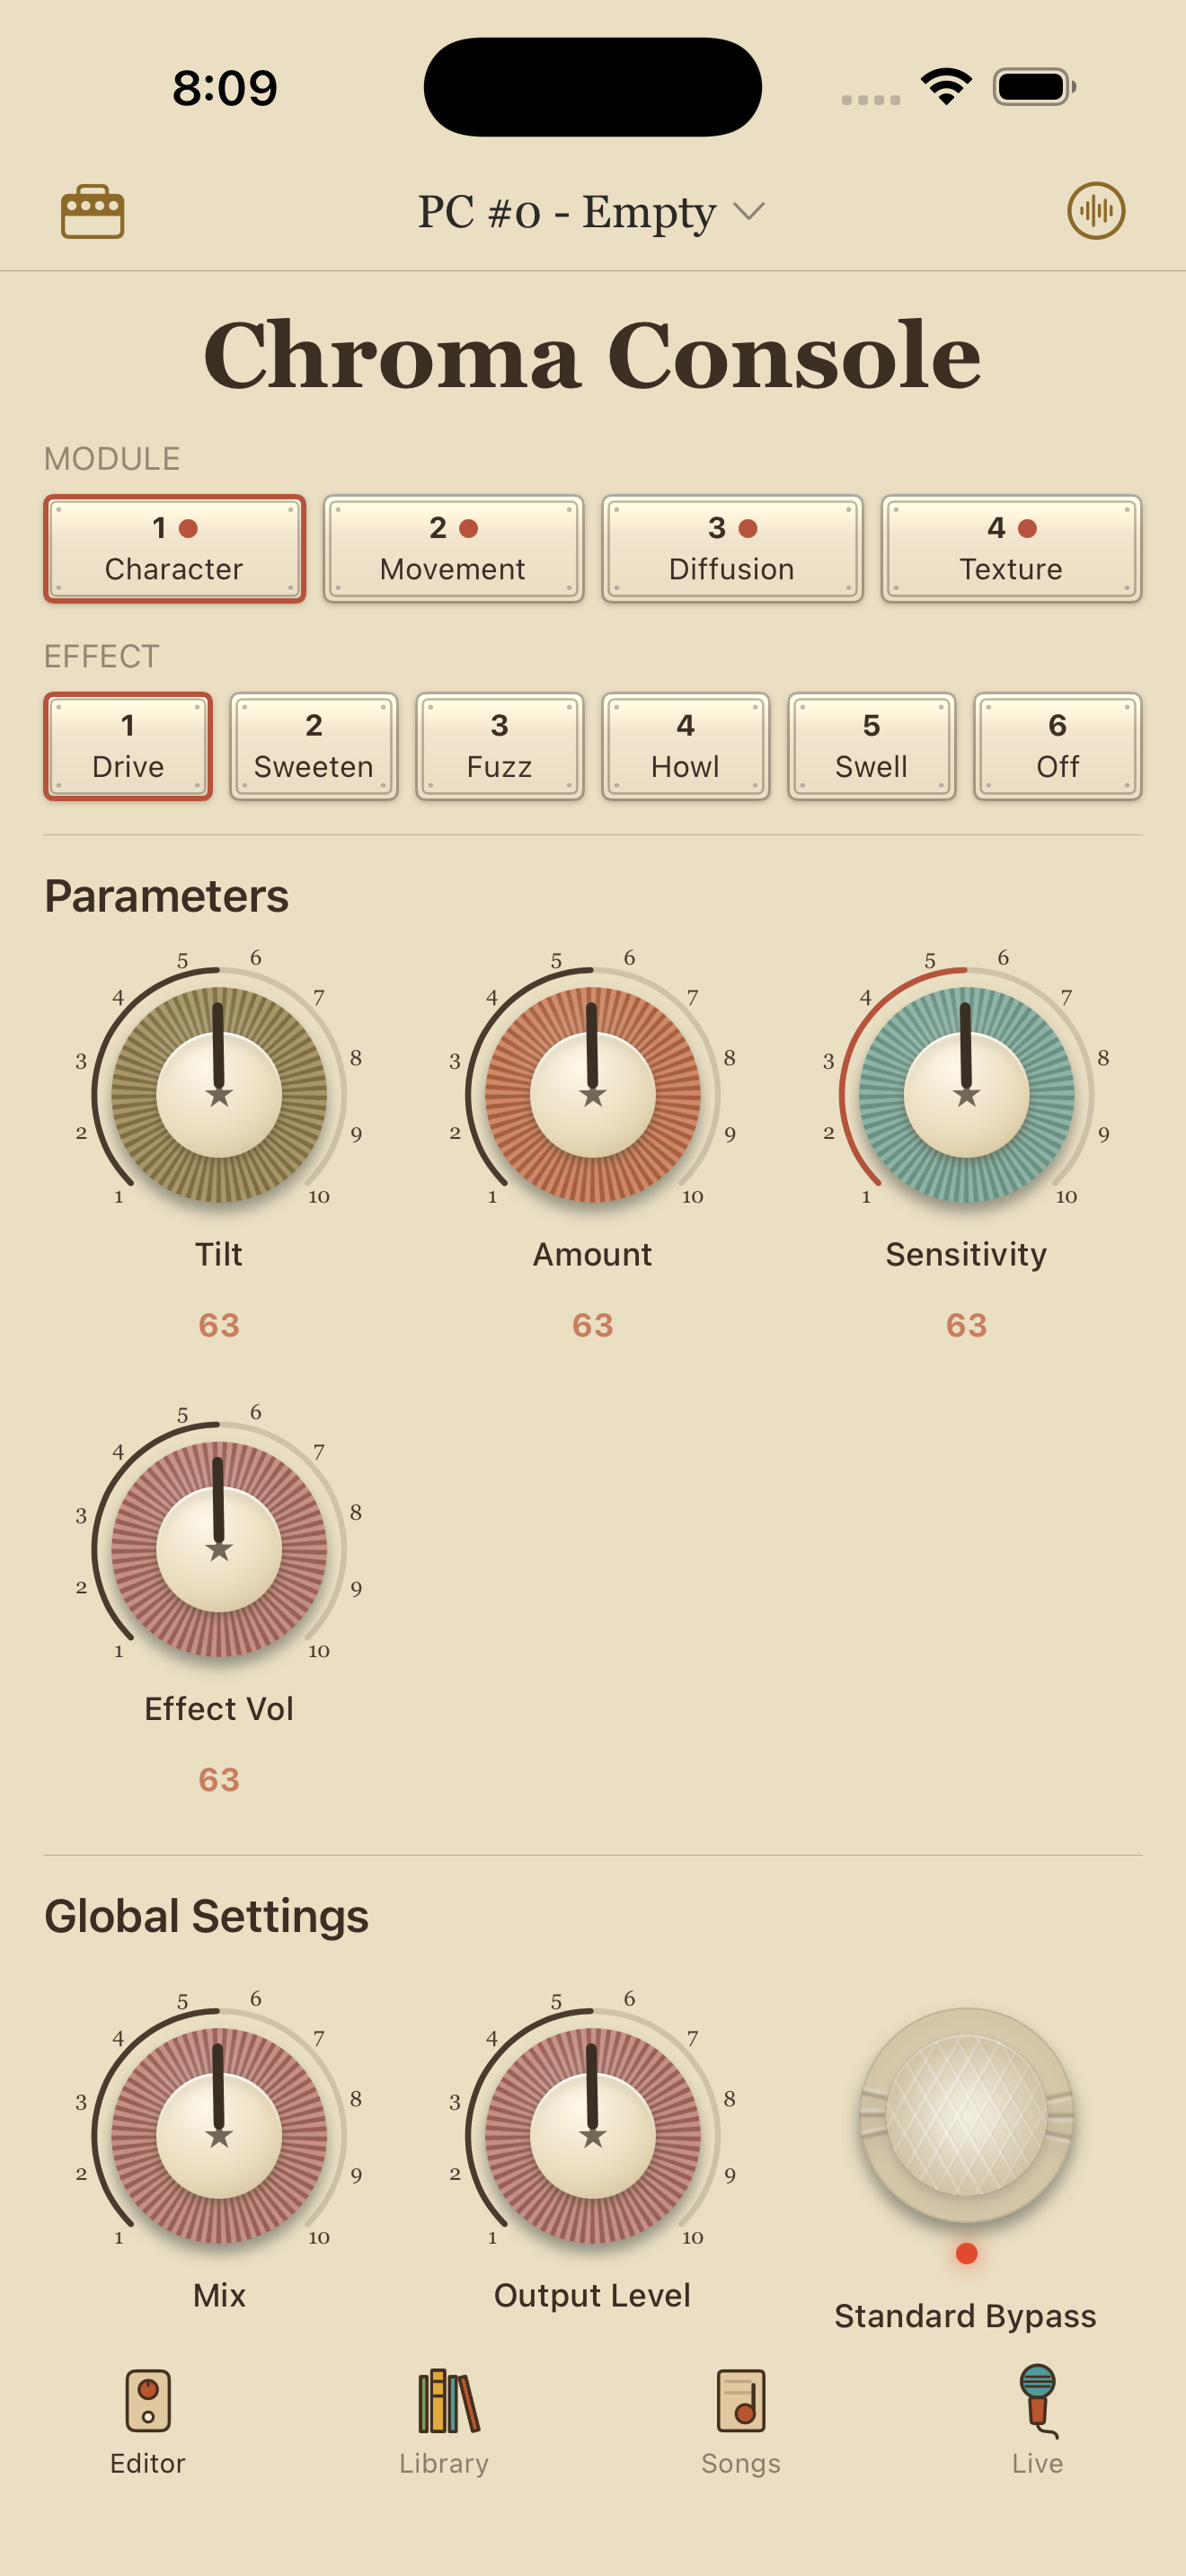 8:09
PC #0 - Empty
Chroma Console
MODULE
1
Character
2
Movement
3
Diffusion
4
Texture
EFFECT
1
Drive
2
Sweeten
3
Fuzz
4
Howl
5
Swell
6
Off
Parameters
1 2 3 4 5 6 7 8 9 10
Tilt
63
1 2 3 4 5 6 7 8 9 10
Amount
63
1 2 3 4 5 6 7 8 9 10
Sensitivity
63
1 2 3 4 5 6 7 8 9 10
Effect Vol
63
Global Settings
1 2 3 4 5 6 7 8 9 10
Mix
1 2 3 4 5 6 7 8 9 10
Output Level
Standard Bypass
Editor
Library
Songs
Live